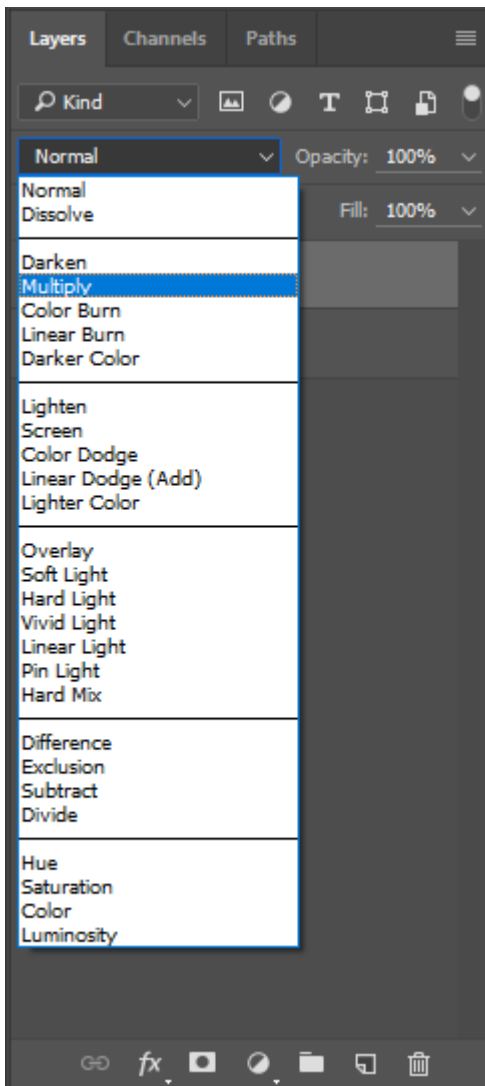 Layers Channels Paths
Kind
Normal Opacity: 100%
Normal
Dissolve
Fill: 100%
Darken
Multiply
Color Burn
Linear Burn
Darker Color
Lighten
Screen
Color Dodge
Linear Dodge (Add)
Lighter Color
Overlay
Soft Light
Hard Light
Vivid Light
Linear Light
Pin Light
Hard Mix
Difference
Exclusion
Subtract
Divide
Hue
Saturation
Color
Luminosity
fx